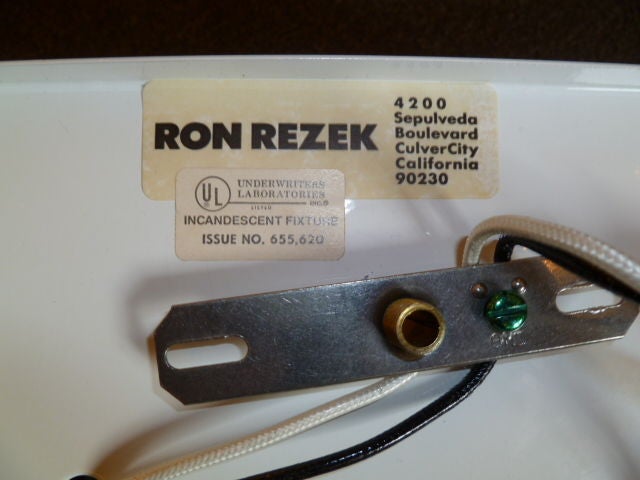 RON REZEK
4200
Sepulveda
Boulevard
CulverCity
California
90230
UL
UNDERWRITERS
LABORATORIES
LISTED INC.®
INCANDESCENT FIXTURE
ISSUE NO. 655,620
GND